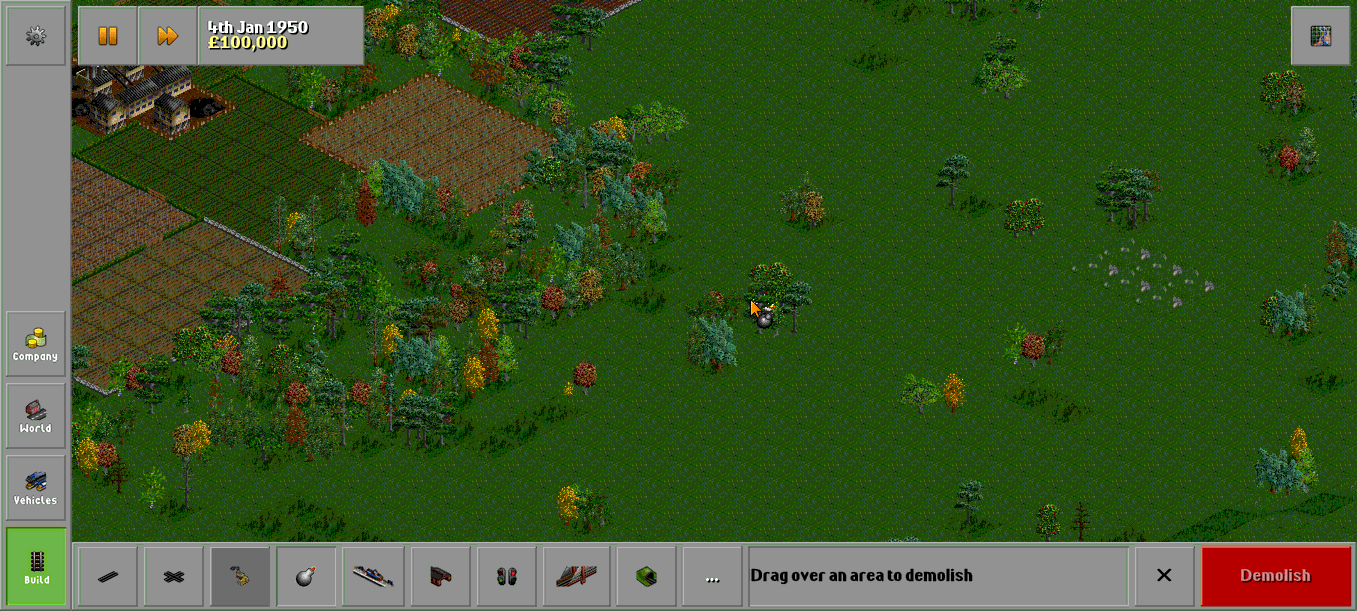 4th Jan 1950
£100,000
Company
World
Vehicles
Build
...
Drag over an area to demolish
Demolish